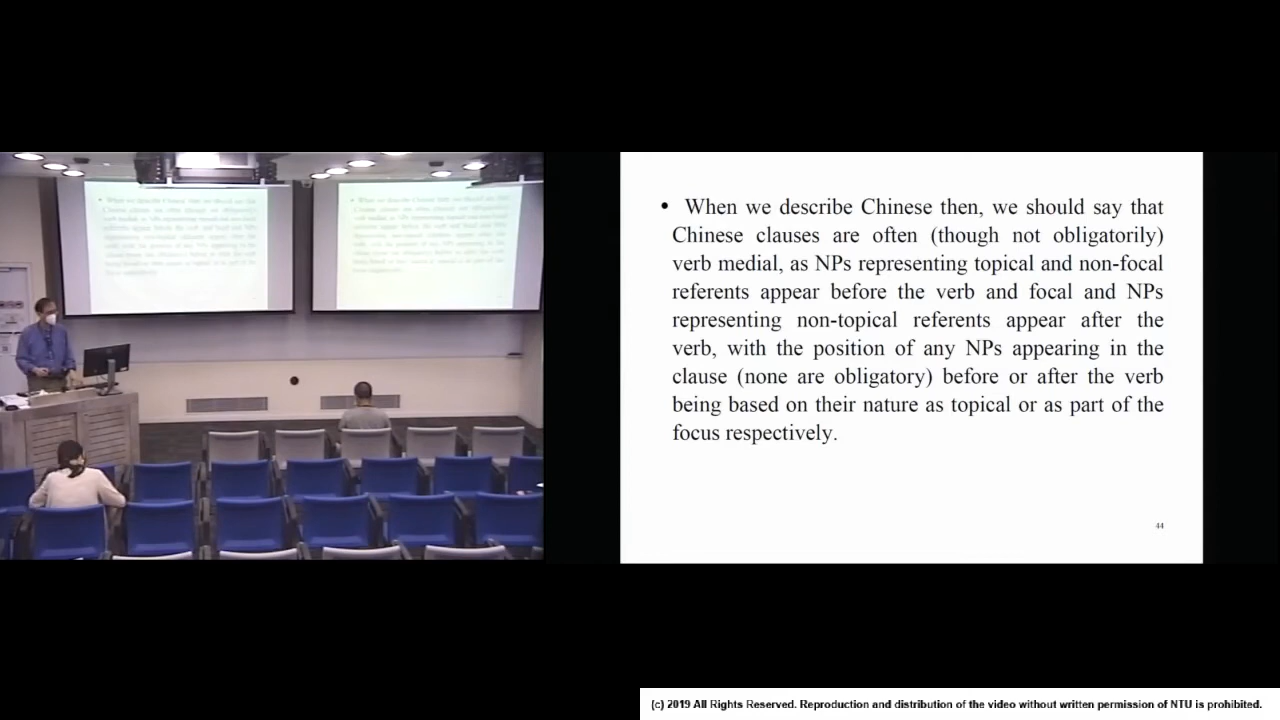 • When we describe Chinese then, we should say that
Chinese clauses are often (though not obligatorily)
verb medial, as NPs representing topical and non-focal
referents appear before the verb and focal and NPs
representing non-topical referents appear after the
verb, with the position of any NPs appearing in the
clause (none are obligatory) before or after the verb
being based on their nature as topical or as part of the
focus respectively.
44
(c) 2019 All Rights Reserved. Reproduction and distribution of the video without written permission of NTU is prohibited.